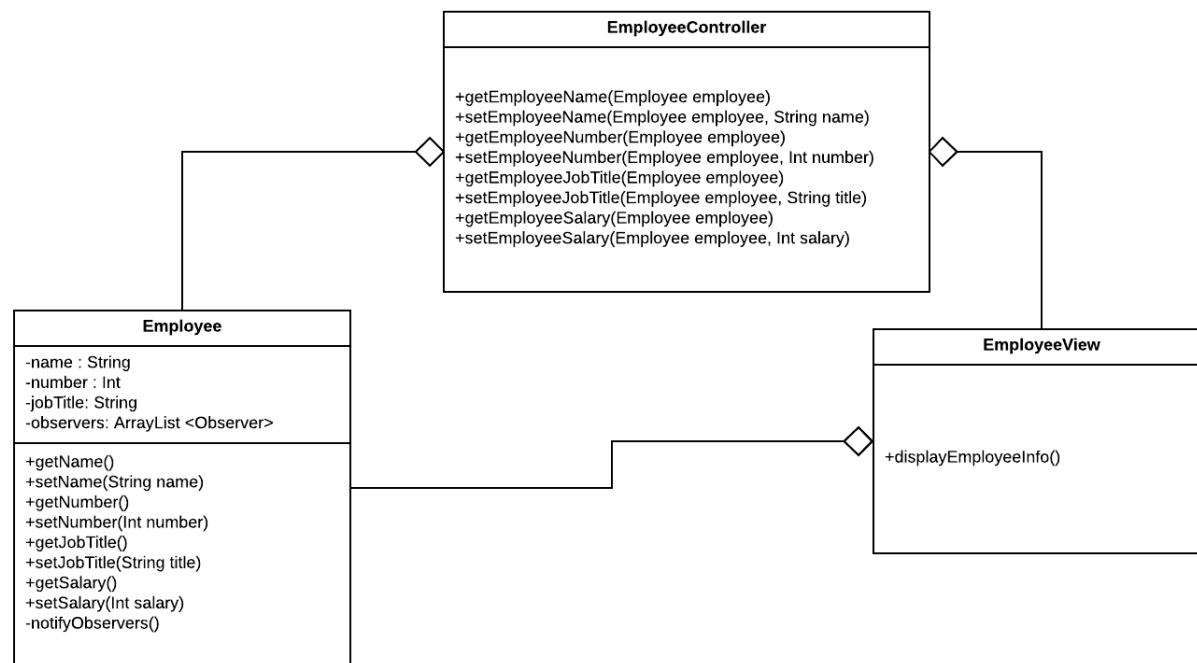 EmployeeController
+getEmployeeName(Employee employee)
+setEmployeeName(Employee employee, String name)
+getEmployeeNumber(Employee employee)
+setEmployeeNumber(Employee employee, Int number)
+getEmployeeJobTitle(Employee employee)
+setEmployeeJobTitle(Employee employee, String title)
+getEmployeeSalary(Employee employee)
+setEmployeeSalary(Employee employee, Int salary)
Employee
-name : String
-number : Int
-jobTitle: String
-observers: ArrayList <Observer>
+getName()
+setName(String name)
+getNumber()
+setNumber(Int number)
+getJobTitle()
+setJobTitle(String title)
+getSalary()
+setSalary(Int salary)
-notifyObservers()
EmployeeView
+displayEmployeeInfo()